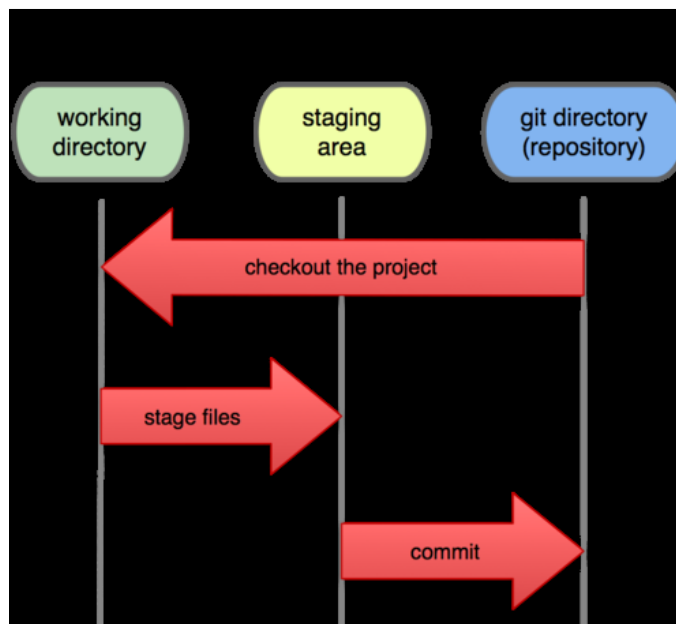 working
directory
staging
area
git directory
(repository)
checkout the project
stage files
commit